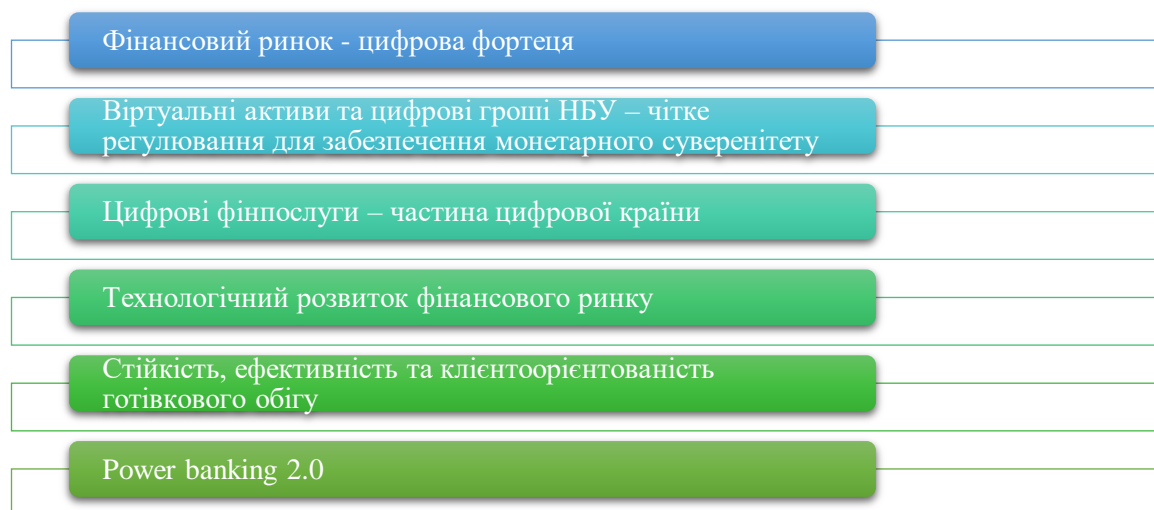 Фінансовий ринок - цифрова фортеця
Віртуальні активи та цифрові гроші НБУ – чітке
регулювання для забезпечення монетарного суверенітету
Цифрові фінпослуги – частина цифрової країни
Технологічний розвиток фінансового ринку
Стійкість, ефективність та клієнтоорієнтованість
готівкового обігу
Power banking 2.0